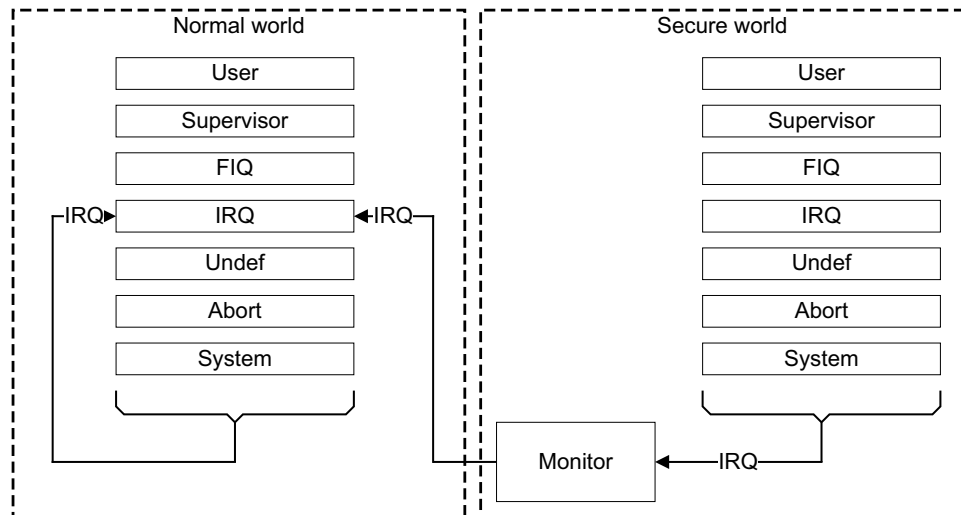 Normal world
User
Supervisor
FIQ
IRQ
IRQ
IRQ
Undef
Abort
System
Secure world
User
Supervisor
FIQ
IRQ
Undef
Abort
System
Monitor
IRQ